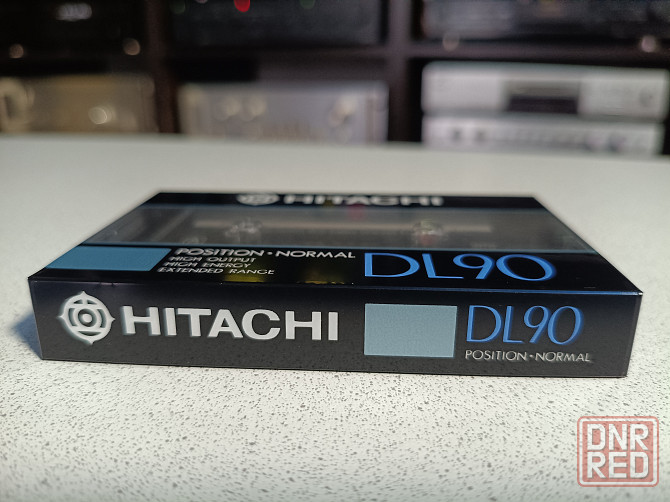 HITACHI
POSITION·NORMAL
HIGH OUTPUT
HIGH ENERGY
EXTENDED RANGE
DL90
HITACHI
DL90
POSITION·NORMAL
DNR
RED